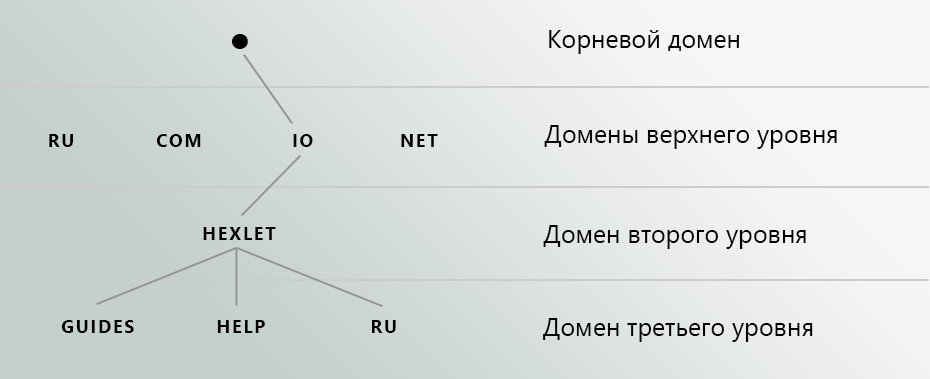 Корневой домен
RU COM IO NET Домены верхнего уровня
HEXLET Домен второго уровня
GUIDES HELP RU Домен третьего уровня